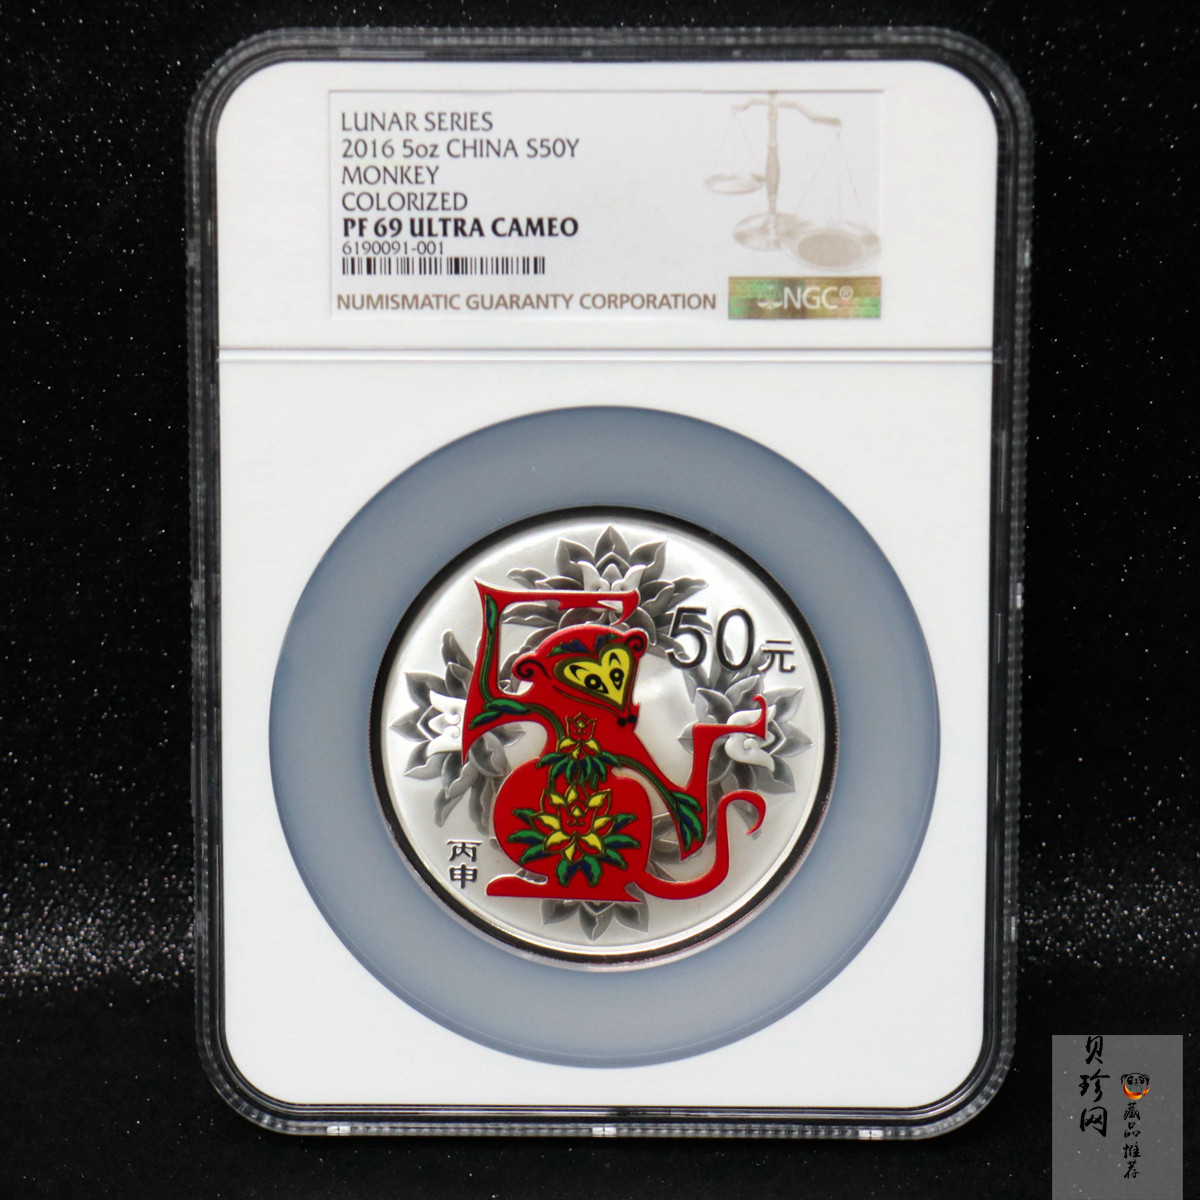 LUNAR SERIES
2016 5oz CHINA S50Y
MONKEY
COLORIZED
PF 69 ULTRA CAMEO
6190091-001
NUMISMATIC GUARANTY CORPORATION
NGC®
50元
丙申
贝珍网
藏品推荐